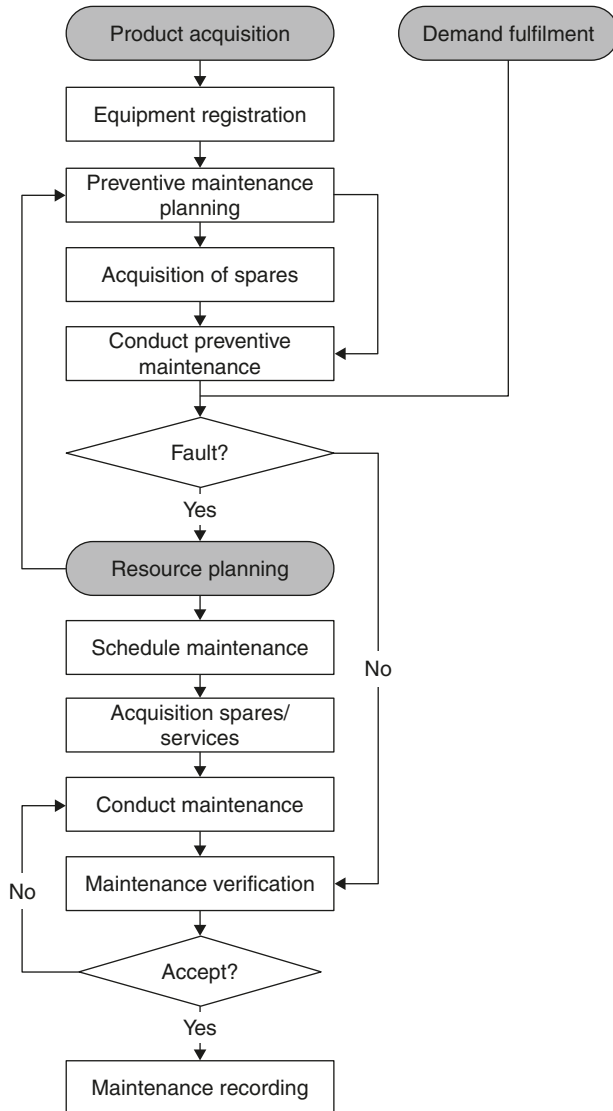 Product acquisition
Demand fulfilment
Equipment registration
Preventive maintenance
planning
Acquisition of spares
Conduct preventive
maintenance
Fault?
Yes
Resource planning
Schedule maintenance
No
Acquisition spares/
services
Conduct maintenance
Maintenance verification
No
Accept?
Yes
Maintenance recording